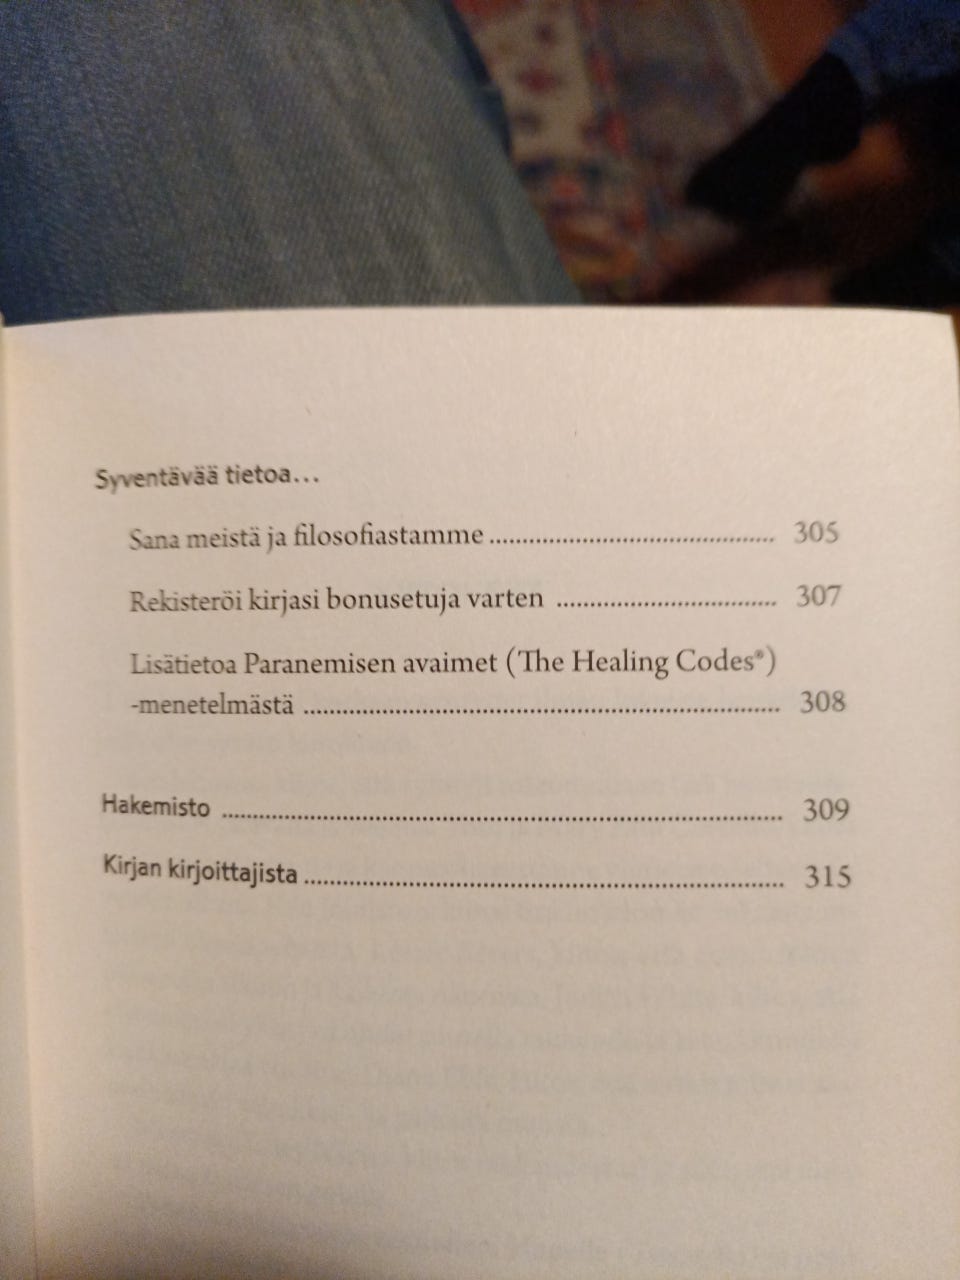 Syventävää tietoa...
Sana meistä ja filosofiastamme ........................................... 305
Rekisteröi kirjasi bonusetuja varten ................................. 307
Lisätietoa Paranemisen avaimet (The Healing Codes®)
-menetelmästä ........................................................................ 308
Hakemisto ..................................................................................... 309
Kirjan kirjoittajista ......................................................................... 315